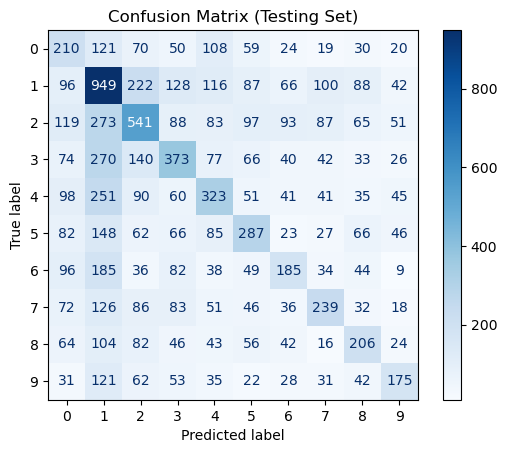 Confusion Matrix (Testing Set)
0 210 121 70 50 108 59 24 19 30 20
1 96 949 222 128 116 87 66 100 88 42
2 119 273 541 88 83 97 93 87 65 51
3 74 270 140 373 77 66 40 42 33 26
4 98 251 90 60 323 51 41 41 35 45
5 82 148 62 66 85 287 23 27 66 46
6 96 185 36 82 38 49 185 34 44 9
7 72 126 86 83 51 46 36 239 32 18
8 64 104 82 46 43 56 42 16 206 24
9 31 121 62 53 35 22 28 31 42 175
0 1 2 3 4 5 6 7 8 9
Predicted label
True label
800
600
400
200